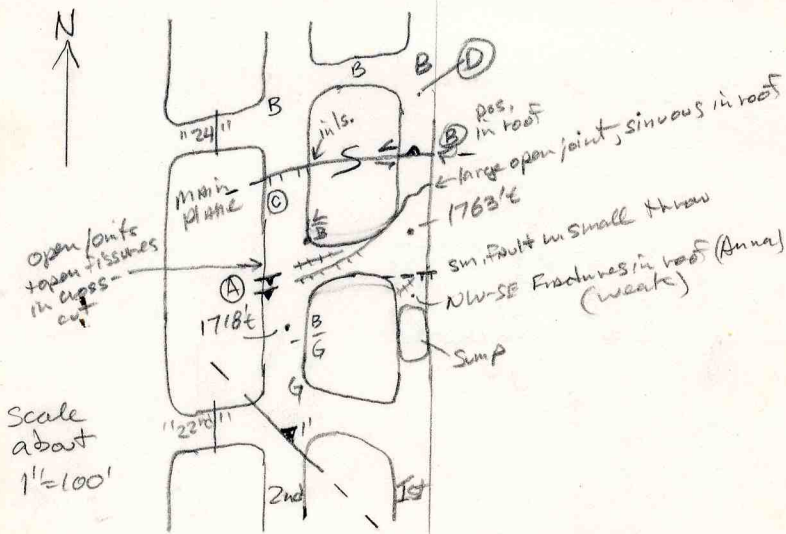 N
B
B
D
B
"24"
in/s.
B
pos.
in roof
large open joint, sinuous in roof
main
plane
C
1763't
L
B
open joints
+ open fissures
in cross-
cut
A
sm. fault w. small throw
NW-SE Fractures in roof (Anna)
(weak)
1718't
B
G
Sump
G
Scale
about
1"=100'
"22nd"
1'
2nd
1st